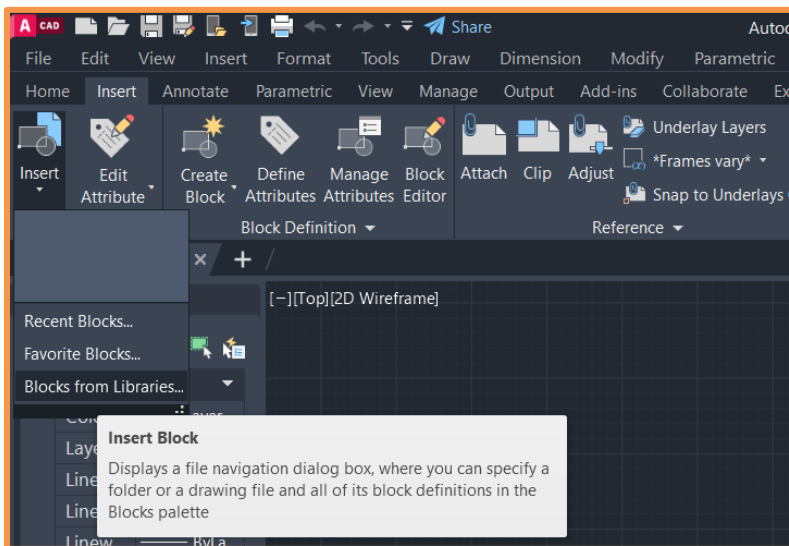 A CAD Share Autod
File Edit View Insert Format Tools Draw Dimension Modify Parametric
Home Insert Annotate Parametric View Manage Output Add-ins Collaborate Ex
Insert Edit Attribute Create Block Define Attributes Manage Attributes Block Editor Attach Clip Adjust
Underlay Layers
*Frames vary*
Snap to Underlays
Block Definition Reference
[−][Top][2D Wireframe]
Recent Blocks...
Favorite Blocks...
Blocks from Libraries...
Insert Block
Displays a file navigation dialog box, where you can specify a
folder or a drawing file and all of its block definitions in the
Blocks palette
Laye
Line
Line
Linew ByLa